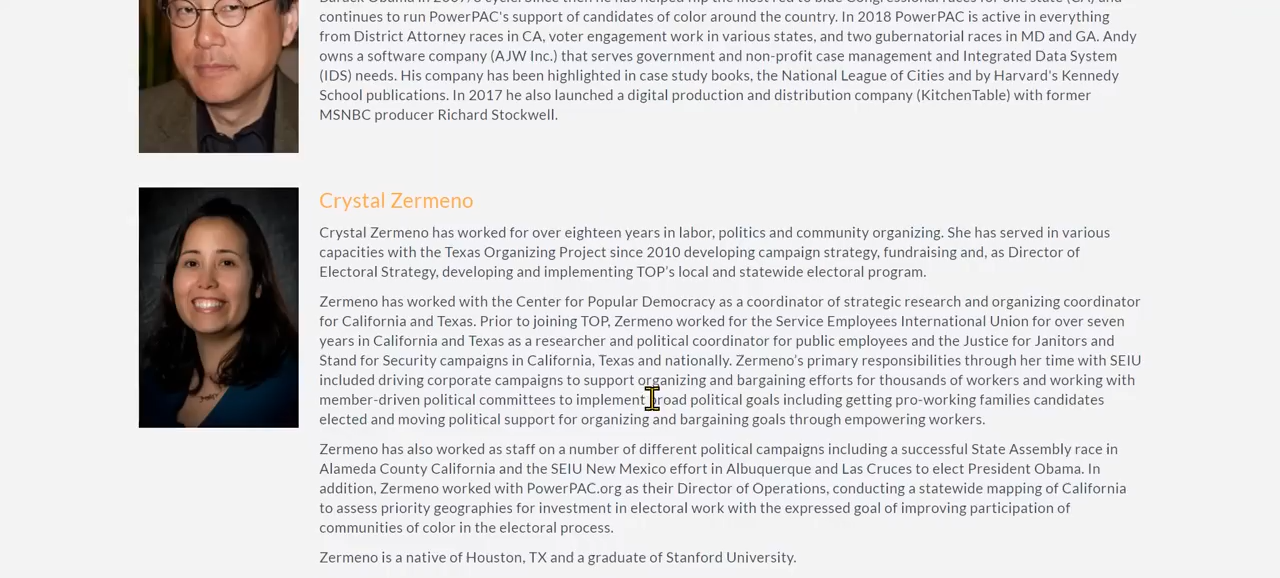 Barack Obama in 2007/8 cycle. Since then he has helped flip the most red to blue Congressional races for one state (CA) and
continues to run PowerPAC's support of candidates of color around the country. In 2018 PowerPAC is active in everything
from District Attorney races in CA, voter engagement work in various states, and two gubernatorial races in MD and GA. Andy
owns a software company (AJW Inc.) that serves government and non-profit case management and Integrated Data System
(IDS) needs. His company has been highlighted in case study books, the National League of Cities and by Harvard's Kennedy
School publications. In 2017 he also launched a digital production and distribution company (KitchenTable) with former
MSNBC producer Richard Stockwell.
Crystal Zermeno
Crystal Zermeno has worked for over eighteen years in labor, politics and community organizing. She has served in various
capacities with the Texas Organizing Project since 2010 developing campaign strategy, fundraising and, as Director of
Electoral Strategy, developing and implementing TOP's local and statewide electoral program.
Zermeno has worked with the Center for Popular Democracy as a coordinator of strategic research and organizing coordinator
for California and Texas. Prior to joining TOP, Zermeno worked for the Service Employees International Union for over seven
years in California and Texas as a researcher and political coordinator for public employees and the Justice for Janitors and
Stand for Security campaigns in California, Texas and nationally. Zermeno's primary responsibilities through her time with SEIU
included driving corporate campaigns to support organizing and bargaining efforts for thousands of workers and working with
member-driven political committees to implement broad political goals including getting pro-working families candidates
elected and moving political support for organizing and bargaining goals through empowering workers.
Zermeno has also worked as staff on a number of different political campaigns including a successful State Assembly race in
Alameda County California and the SEIU New Mexico effort in Albuquerque and Las Cruces to elect President Obama. In
addition, Zermeno worked with PowerPAC.org as their Director of Operations, conducting a statewide mapping of California
to assess priority geographies for investment in electoral work with the expressed goal of improving participation of
communities of color in the electoral process.
Zermeno is a native of Houston, TX and a graduate of Stanford University.